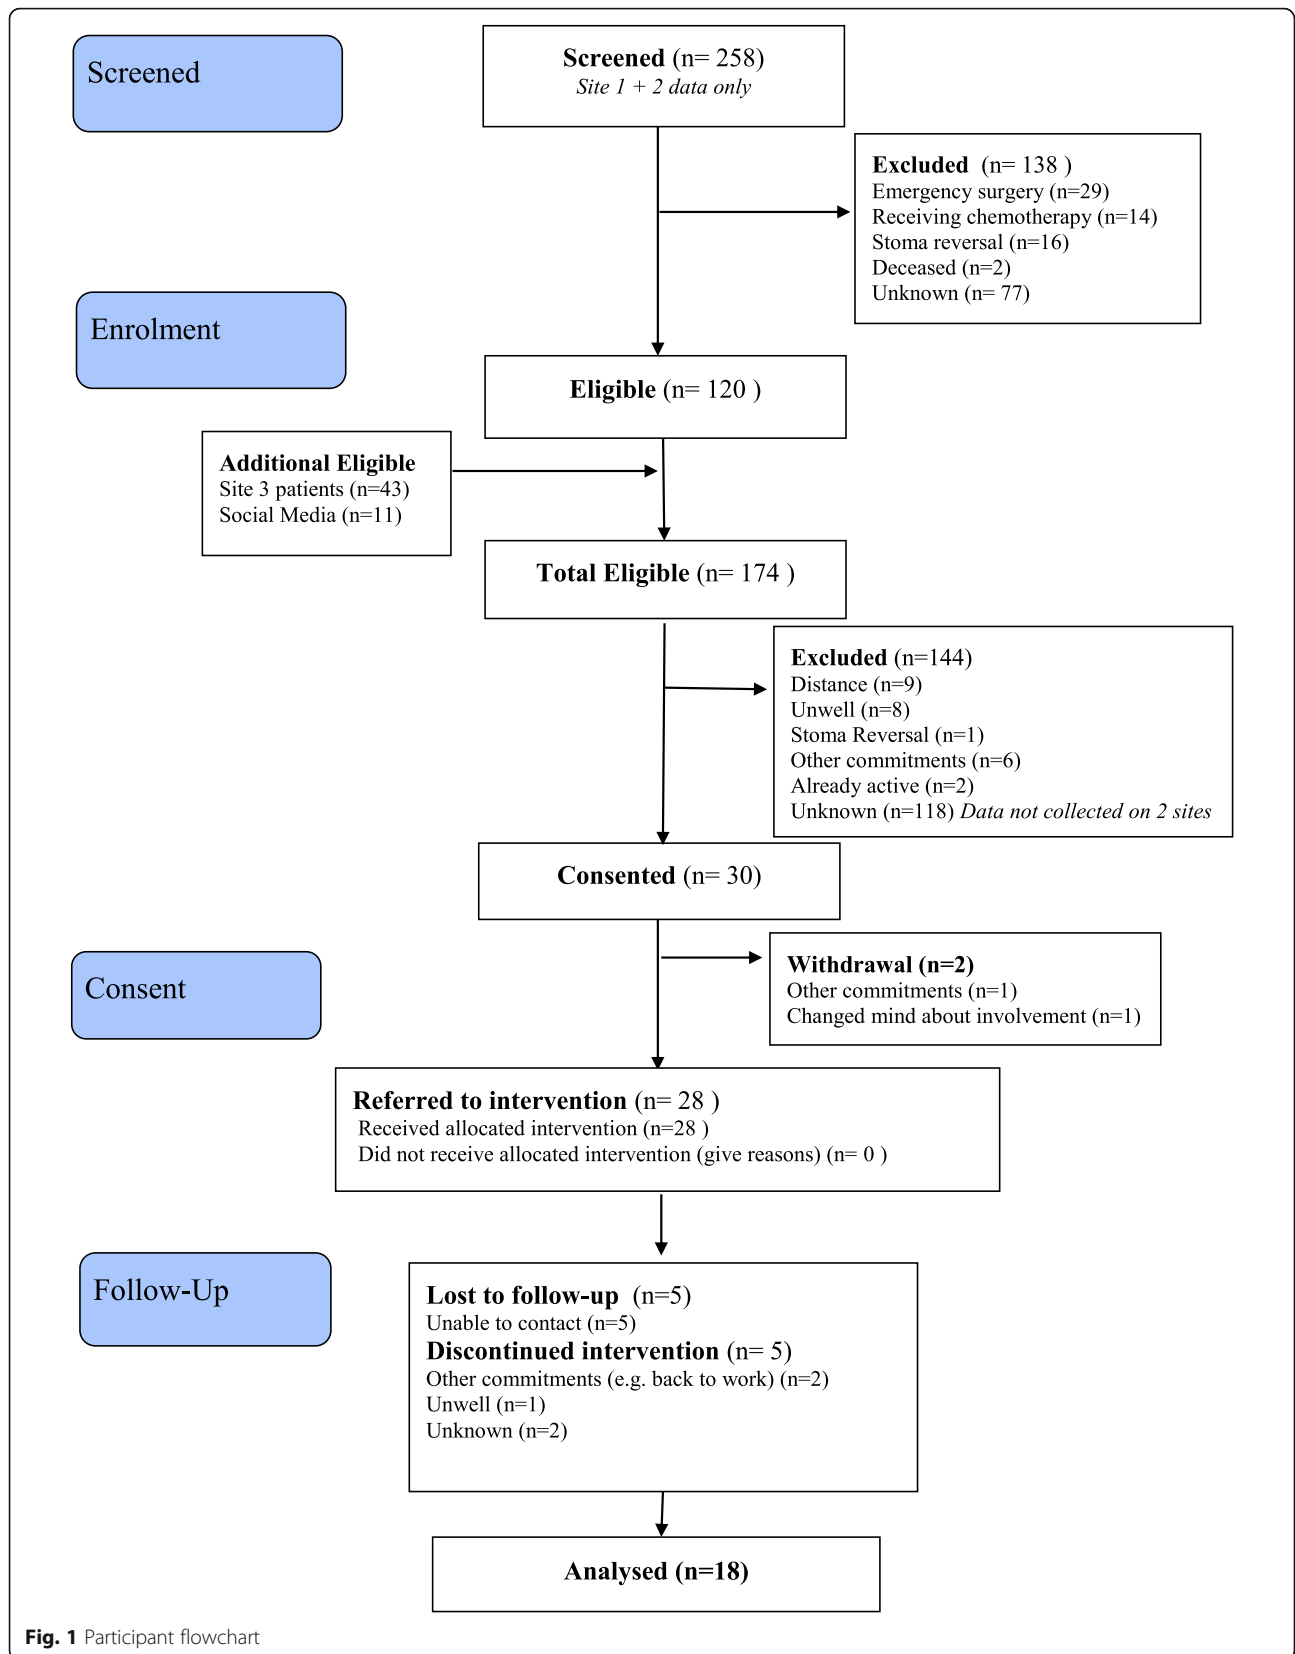 Screened
Screened (n= 258)
Site 1 + 2 data only
Excluded (n= 138 )
Emergency surgery (n=29)
Receiving chemotherapy (n=14)
Stoma reversal (n=16)
Deceased (n=2)
Unknown (n= 77)
Enrolment
Eligible (n= 120 )
Additional Eligible
Site 3 patients (n=43)
Social Media (n=11)
Total Eligible (n= 174 )
Excluded (n=144)
Distance (n=9)
Unwell (n=8)
Stoma Reversal (n=1)
Other commitments (n=6)
Already active (n=2)
Unknown (n=118) Data not collected on 2 sites
Consented (n= 30)
Consent
Withdrawal (n=2)
Other commitments (n=1)
Changed mind about involvement (n=1)
Referred to intervention (n= 28 )
Received allocated intervention (n=28 )
Did not receive allocated intervention (give reasons) (n= 0 )
Follow-Up
Lost to follow-up (n=5)
Unable to contact (n=5)
Discontinued intervention (n= 5)
Other commitments (e.g. back to work) (n=2)
Unwell (n=1)
Unknown (n=2)
Analysed (n=18)
Fig. 1 Participant flowchart